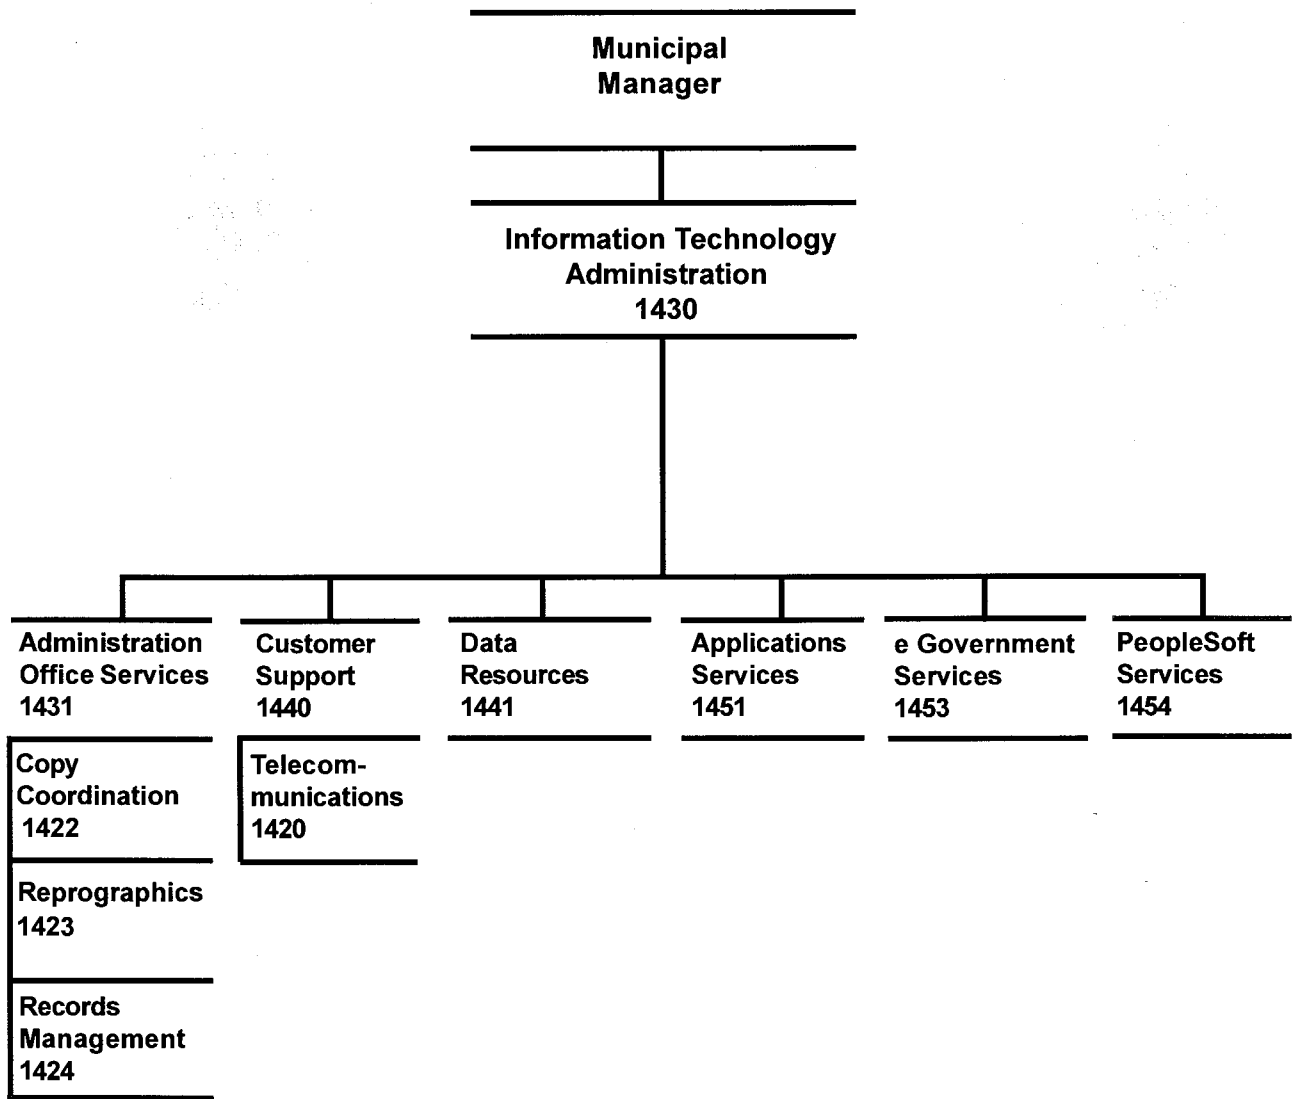 Municipal
Manager
Information Technology
Administration
1430
Administration
Office Services
1431
Customer
Support
1440
Data
Resources
1441
Applications
Services
1451
e Government
Services
1453
PeopleSoft
Services
1454
Copy
Coordination
1422
Telecom-
munications
1420
Reprographics
1423
Records
Management
1424